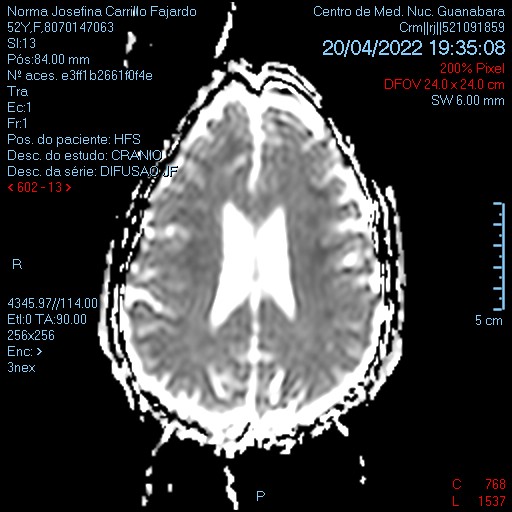 Norma Josefina Carrillo Fajardo
52Y,F,8070147063
Sl:13
Pós:84.00 mm
Nº aces. e3ff1b2661f0f4e
Tra
Ec:1
Fr:1
Pos. do paciente: HFS
Desc. do estudo: CRANIO
Desc. da série: DIFUSAO JF
< 602 - 13 >
Centro de Med. Nuc. Guanabara
Crm||rj||521091859
20/04/2022 19:35:08
200% Pixel
DFOV 24.0 x 24.0 cm
SW 6.00 mm
R
5 cm
4345.97//114.00
Etl:0 TA:90.00
256x256
Enc: >
3nex
P
C 768
L 1537